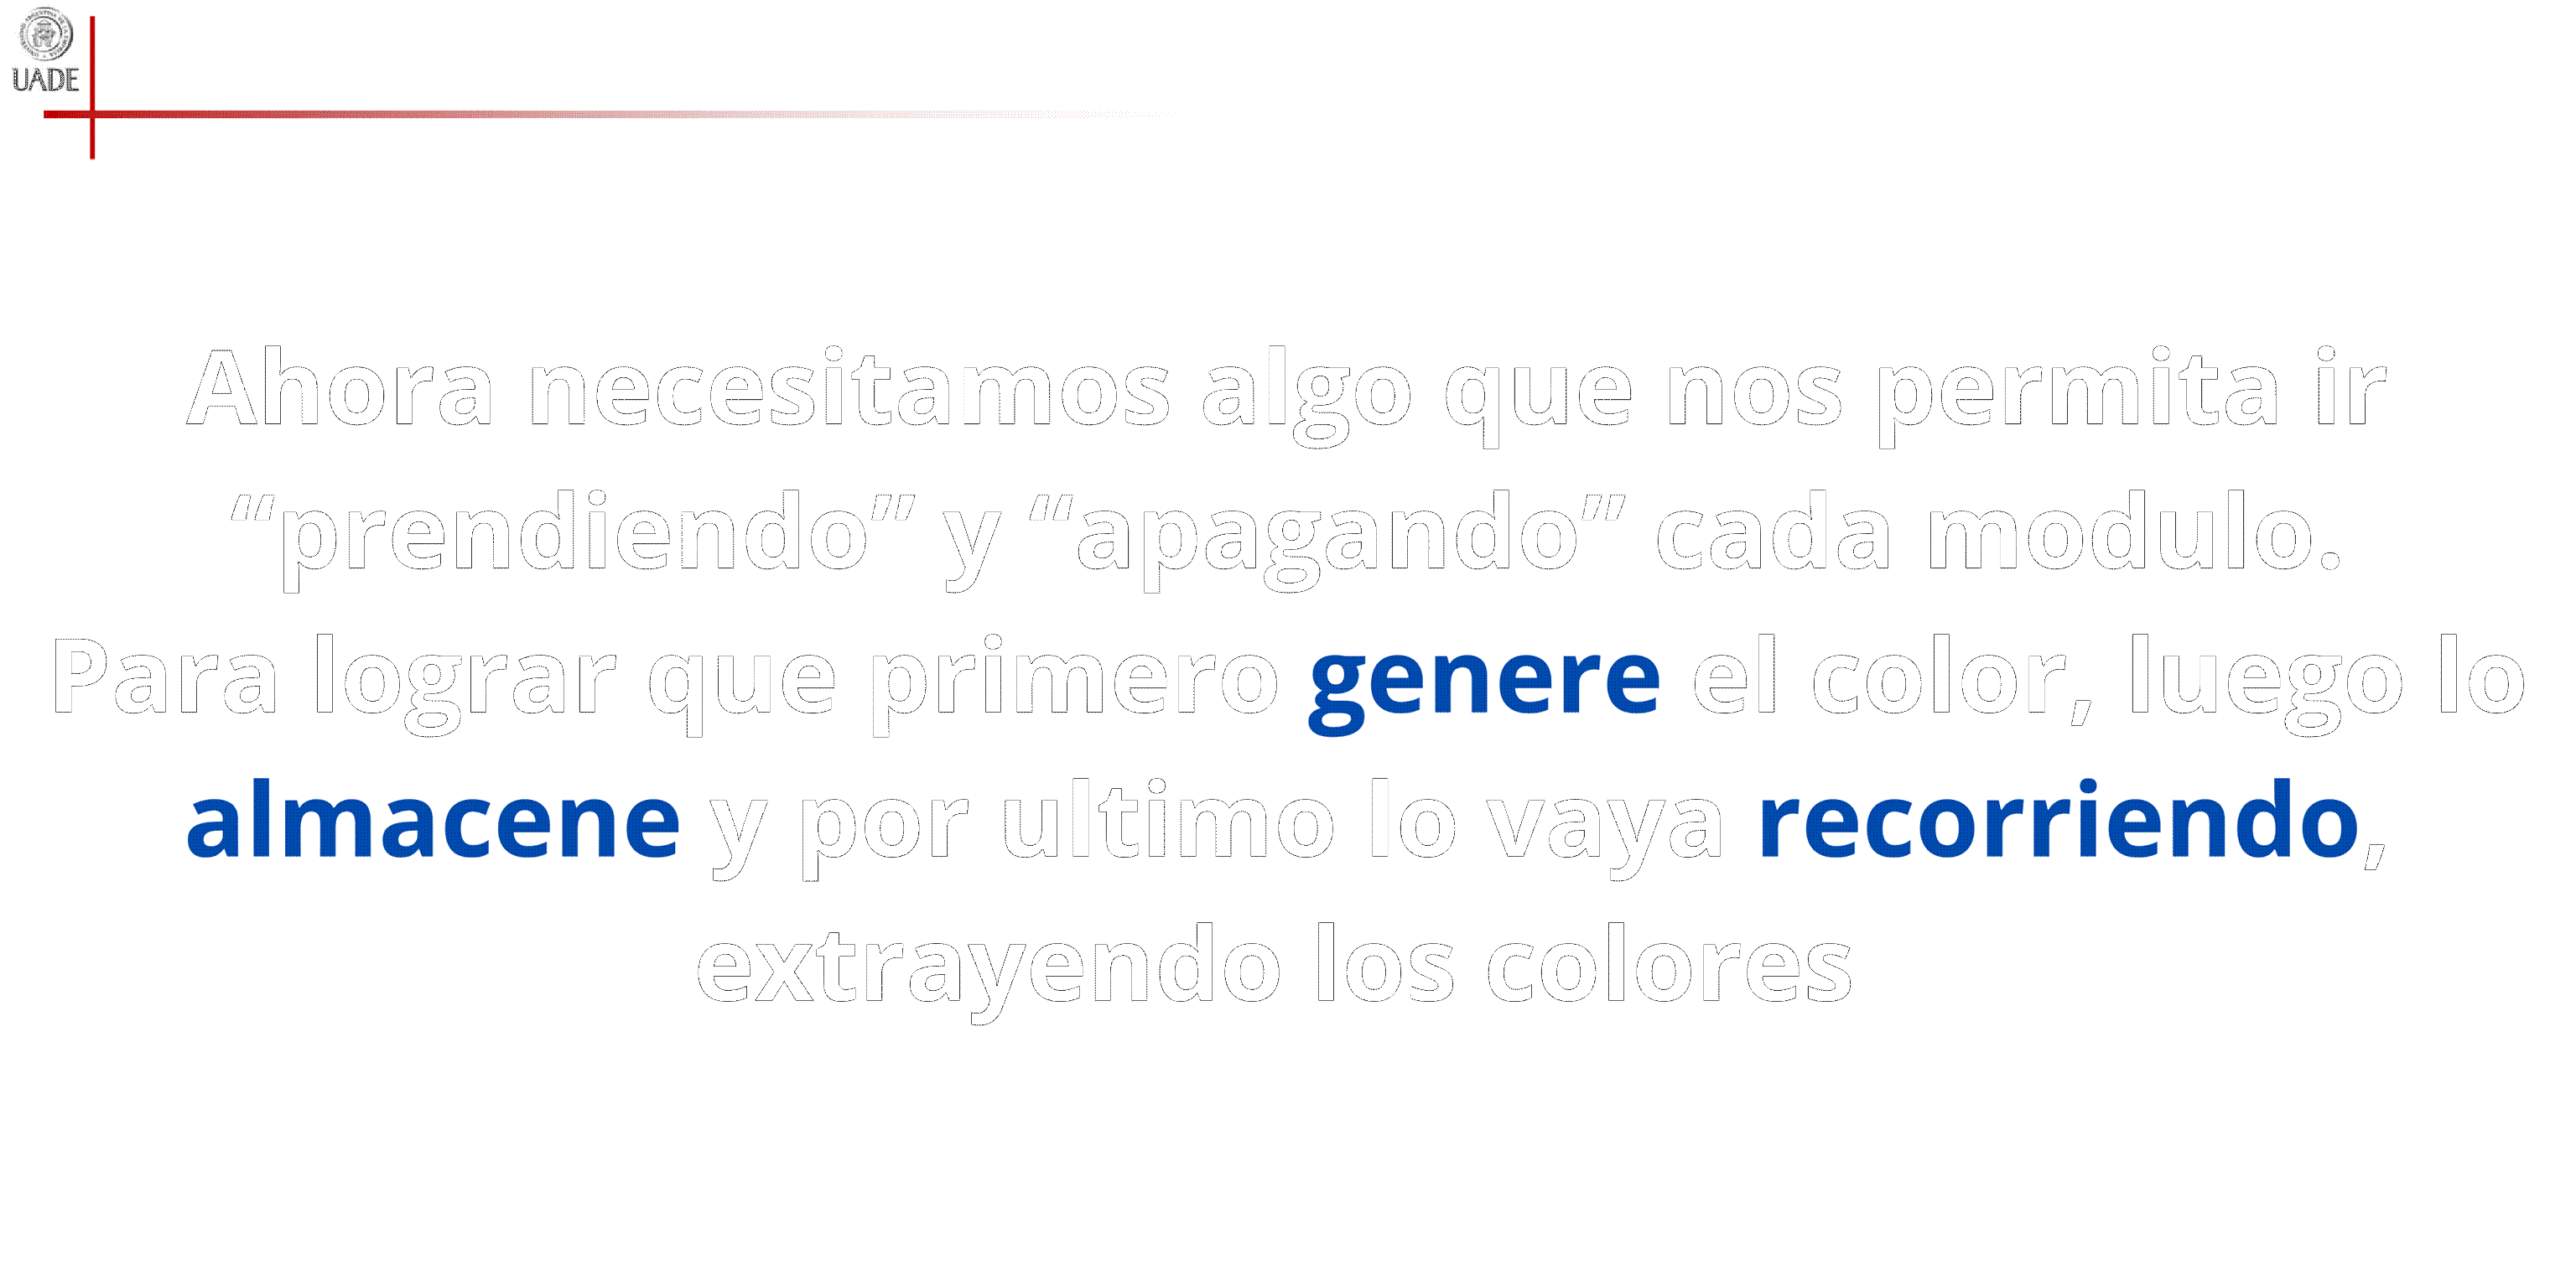 UADE
Ahora necesitamos algo que nos permita ir
“prendiendo” y “apagando” cada modulo.
Para lograr que primero genere el color, luego lo
almacene y por ultimo lo vaya recorriendo,
extrayendo los colores